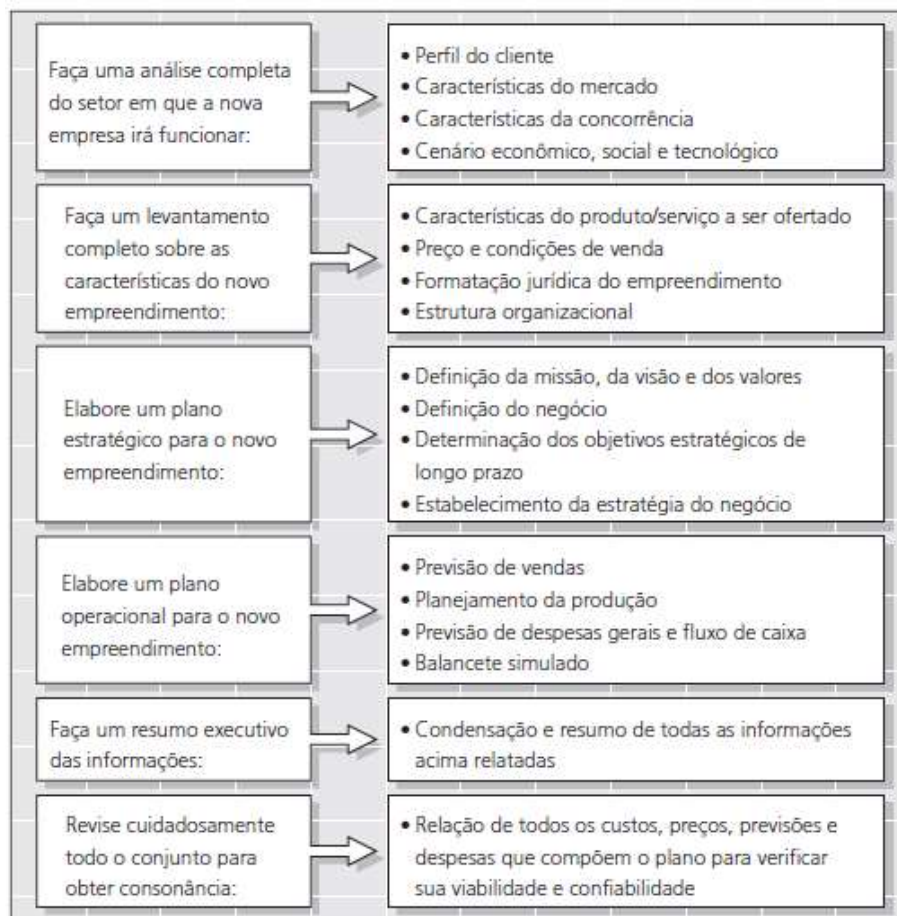 Faça uma análise completa
do setor em que a nova
empresa irá funcionar:
• Perfil do cliente
• Características do mercado
• Características da concorrência
• Cenário econômico, social e tecnológico
Faça um levantamento
completo sobre as
características do novo
empreendimento:
• Características do produto/serviço a ser ofertado
• Preço e condições de venda
• Formatação jurídica do empreendimento
• Estrutura organizacional
Elabore um plano
estratégico para o novo
empreendimento:
• Definição da missão, da visão e dos valores
• Definição do negócio
• Determinação dos objetivos estratégicos de
longo prazo
• Estabelecimento da estratégia do negócio
Elabore um plano
operacional para o novo
empreendimento:
• Previsão de vendas
• Planejamento da produção
• Previsão de despesas gerais e fluxo de caixa
• Balancete simulado
Faça um resumo executivo
das informações:
• Condensação e resumo de todas as informações
acima relatadas
Revise cuidadosamente
todo o conjunto para
obter consonância:
• Relação de todos os custos, preços, previsões e
despesas que compõem o plano para verificar
sua viabilidade e confiabilidade